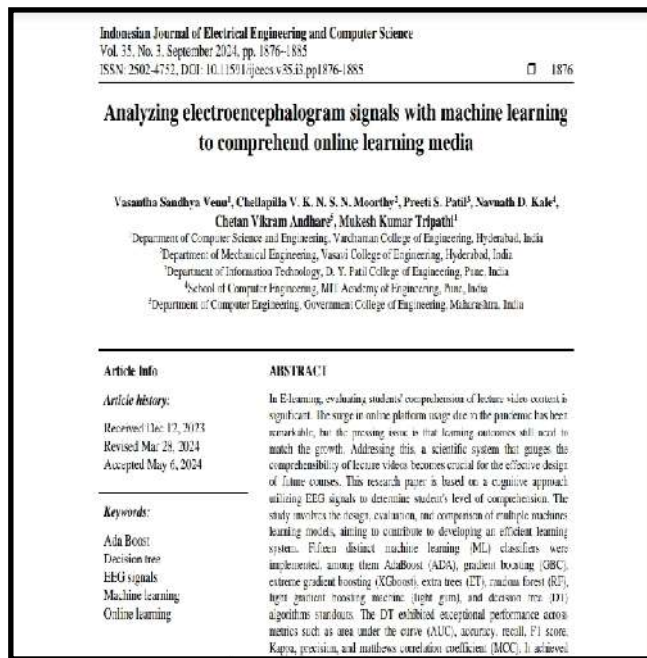 Indonesian Journal of Electrical Engineering and Computer Science
Vol. 35, No. 3, September 2024, pp. 1876~1885
ISSN: 2502-4752, DOI: 10.11591/ijeecs.v35.i3.pp1876-1885 1876
Analyzing electroencephalogram signals with machine learning
to comprehend online learning media
Vasantha Sandhya Venu¹, Chellapilla V. K. N. S. N. Moorthy², Preeti S. Patil³, Navnath D. Kale⁴,
Chetan Vikram Andhare⁵, Mukesh Kumar Tripathi¹
Department of Computer Science and Engineering, Vardhaman College of Engineering, Hyderabad, India
²Department of Mechanical Engineering, Vasavi College of Engineering, Hyderabad, India
³Department of Information Technology, D. Y. Patil College of Engineering, Pune, India
⁴School of Computer Engineering, MIT Academy of Engineering, Pune, India
⁵Department of Computer Engineering, Government College of Engineering, Maharashtra, India
Article Info
Article history:
Received Dec 12, 2023
Revised Mar 28, 2024
Accepted May 6, 2024
Keywords:
Ada Boost
Decision tree
EEG signals
Machine learning
Online learning
ABSTRACT
In E-learning, evaluating students' comprehension of lecture video content is
significant. The surge in online platform usage due to the pandemic has been
remarkable, but the pressing issue is that learning outcomes still need to
match the growth. Addressing this, a scientific system that gauges the
comprehensibility of lecture videos becomes crucial for the effective design
of future courses. This research paper is based on a cognitive approach
utilizing EEG signals to determine student's level of comprehension. The
study involves the design, evaluation, and comparison of multiple machines
learning models, aiming to contribute to developing an efficient learning
system. Fifteen distinct machine learning (ML) classifiers were
implemented, among them AdaBoost (ADA), gradient boosting (GBC),
extreme gradient boosting (XGboost), extra trees (ET), random forest (RF),
light gradient boosting machine (light gbm), and decision tree (DT)
algorithms standouts. The DT exhibited exceptional performance across
metrics such as area under the curve (AUC), accuracy, recall, F1 score,
Kappa, precision, and matthews correlation coefficient (MCC). It achieved